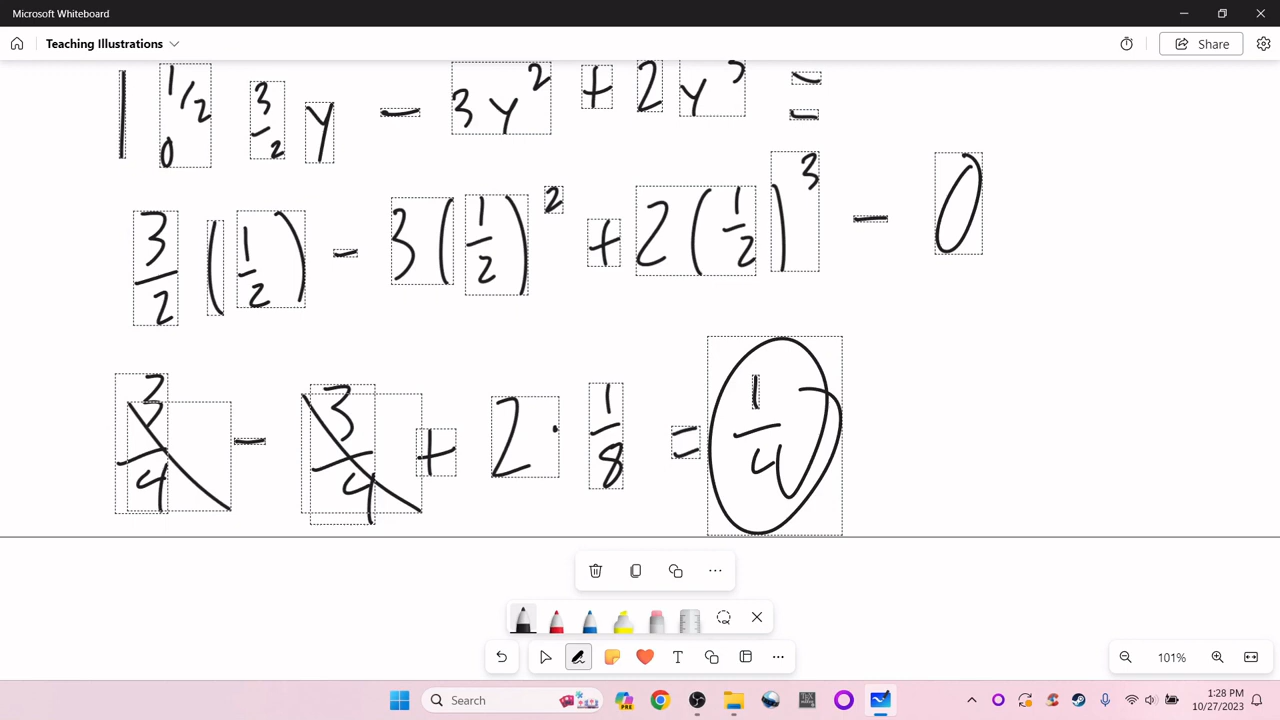 Microsoft Whiteboard
Teaching Illustrations
Share
| 1/2 0 3/2 y - 3y² + 2y³ =
3/2 (1/2) - 3(1/2)² + 2(1/2)³ - 0
3/4 - 3/4 + 2 · 1/8 = 1/4
101%
Search
1:28 PM
10/27/2025